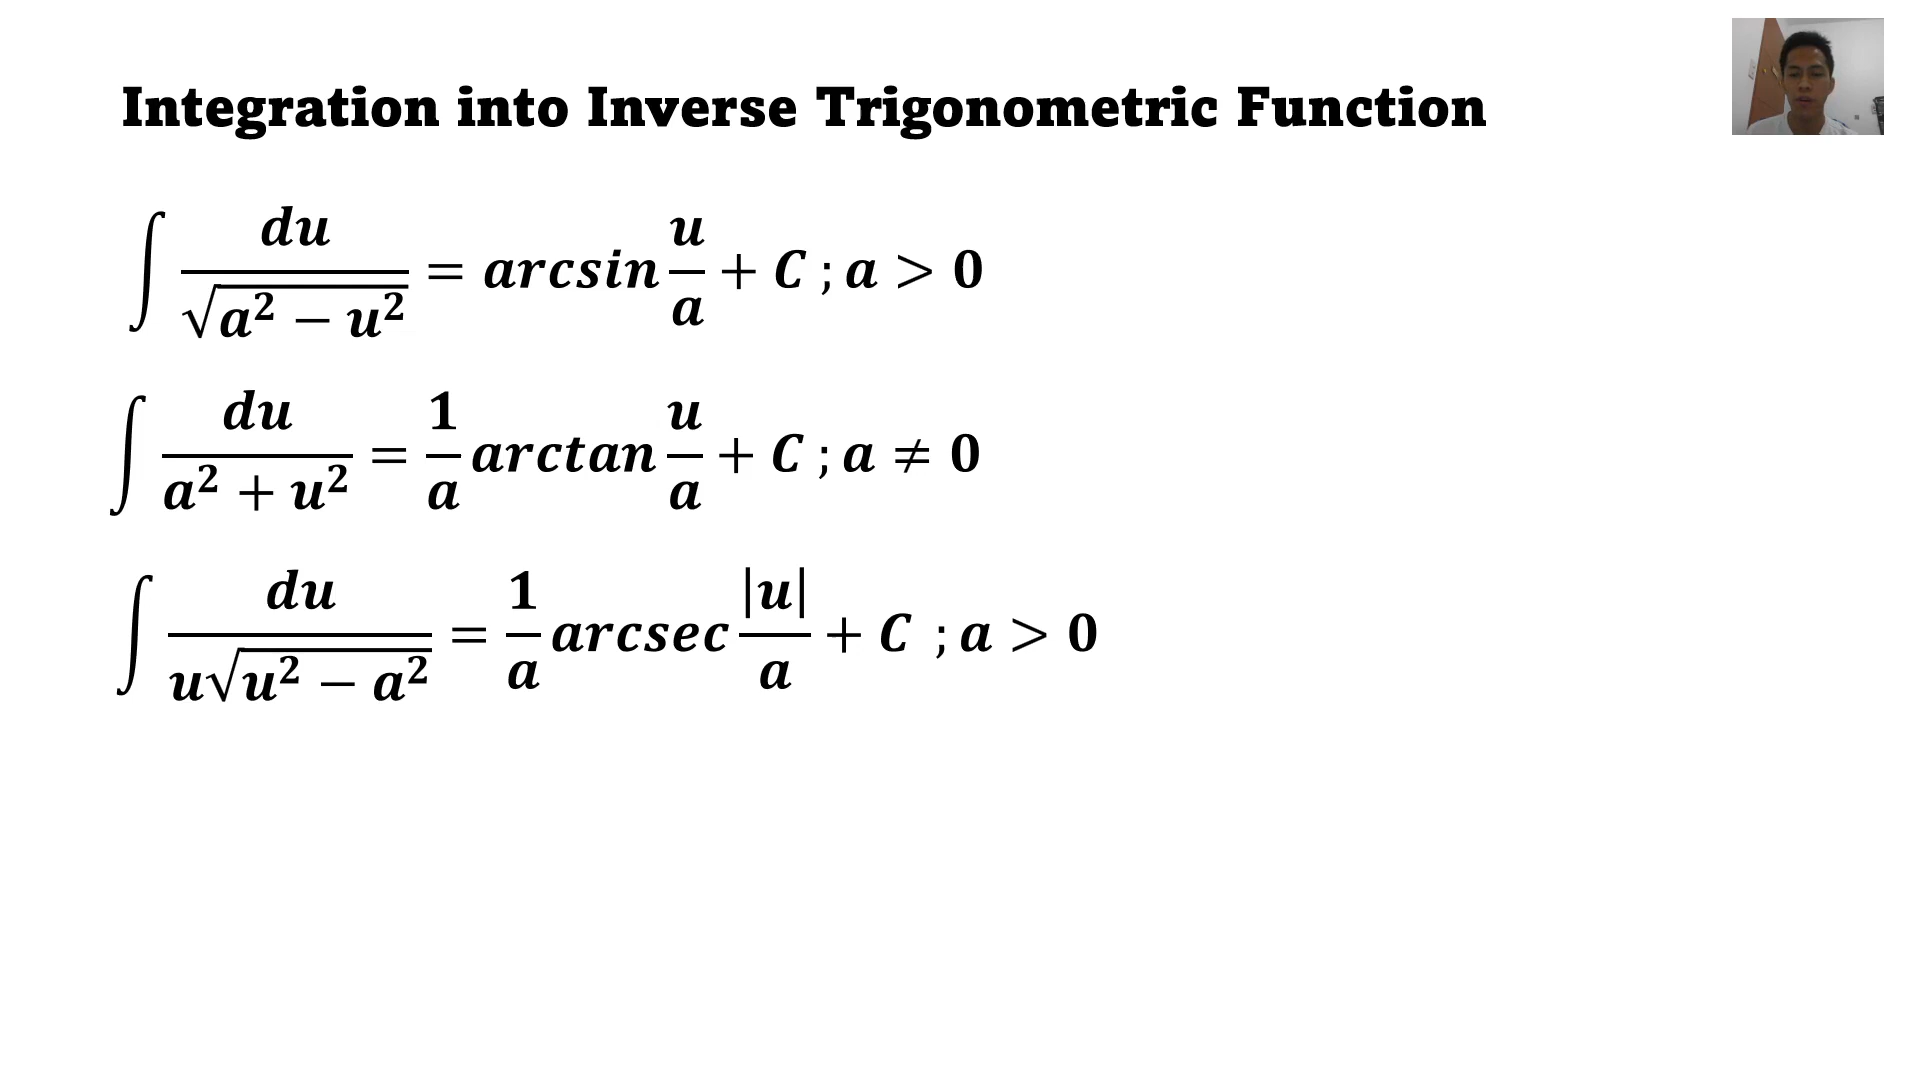 Integration into Inverse Trigonometric Function
∫ du/√(a² − u²) = arcsin u/a + C ; a > 0
∫ du/(a² + u²) = 1/a arctan u/a + C ; a ≠ 0
∫ du/(u√(u² − a²)) = 1/a arcsec |u|/a + C ; a > 0